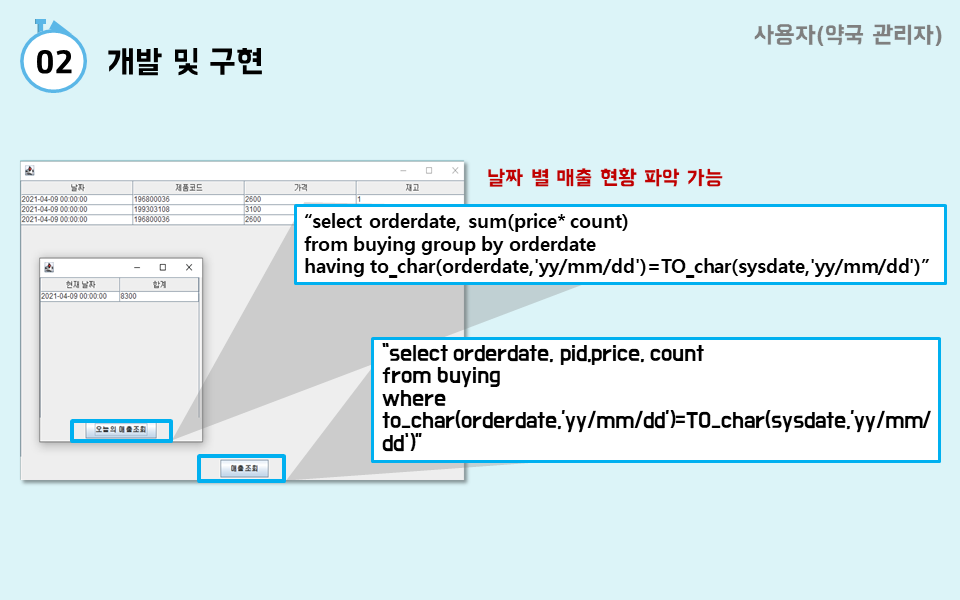 사용자(약국 관리자)
02 개발 및 구현
날짜 별 매출 현황 파악 가능
날짜 제품코드 가격 재고
2021-04-09 00:00:00 196800036 2600 1
2021-04-09 00:00:00 199303108 3100
2021-04-09 00:00:00 196800036 2600
“select orderdate, sum(price* count)
from buying group by orderdate
having to_char(orderdate,'yy/mm/dd')=TO_char(sysdate,'yy/mm/dd')”
현재 날짜 합계
2021-04-09 00:00:00 8300
오늘의 매출조회
매출조회
"select orderdate, pid,price, count
from buying
where
to_char(orderdate,'yy/mm/dd')=TO_char(sysdate,'yy/mm/
dd')"